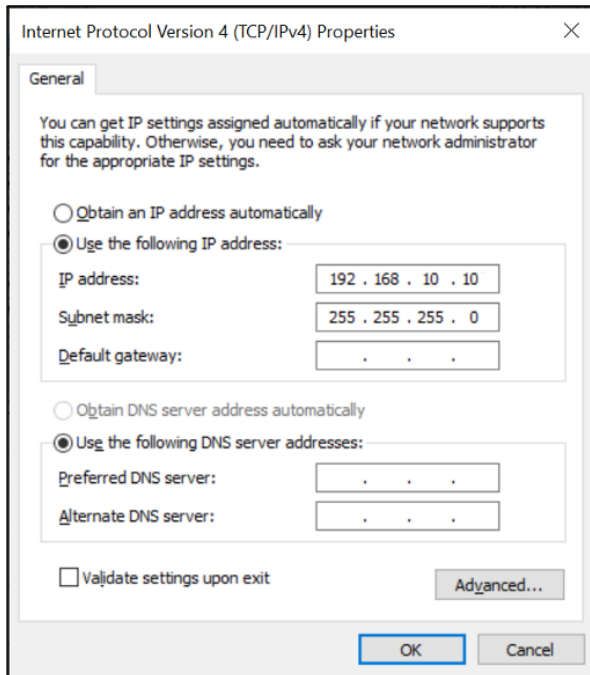 Internet Protocol Version 4 (TCP/IPv4) Properties
General
You can get IP settings assigned automatically if your network supports
this capability. Otherwise, you need to ask your network administrator
for the appropriate IP settings.
Obtain an IP address automatically
Use the following IP address:
IP address: 192 . 168 . 10 . 10
Subnet mask: 255 . 255 . 255 . 0
Default gateway: . . .
Obtain DNS server address automatically
Use the following DNS server addresses:
Preferred DNS server: . . .
Alternate DNS server: . . .
Validate settings upon exit
Advanced...
OK Cancel